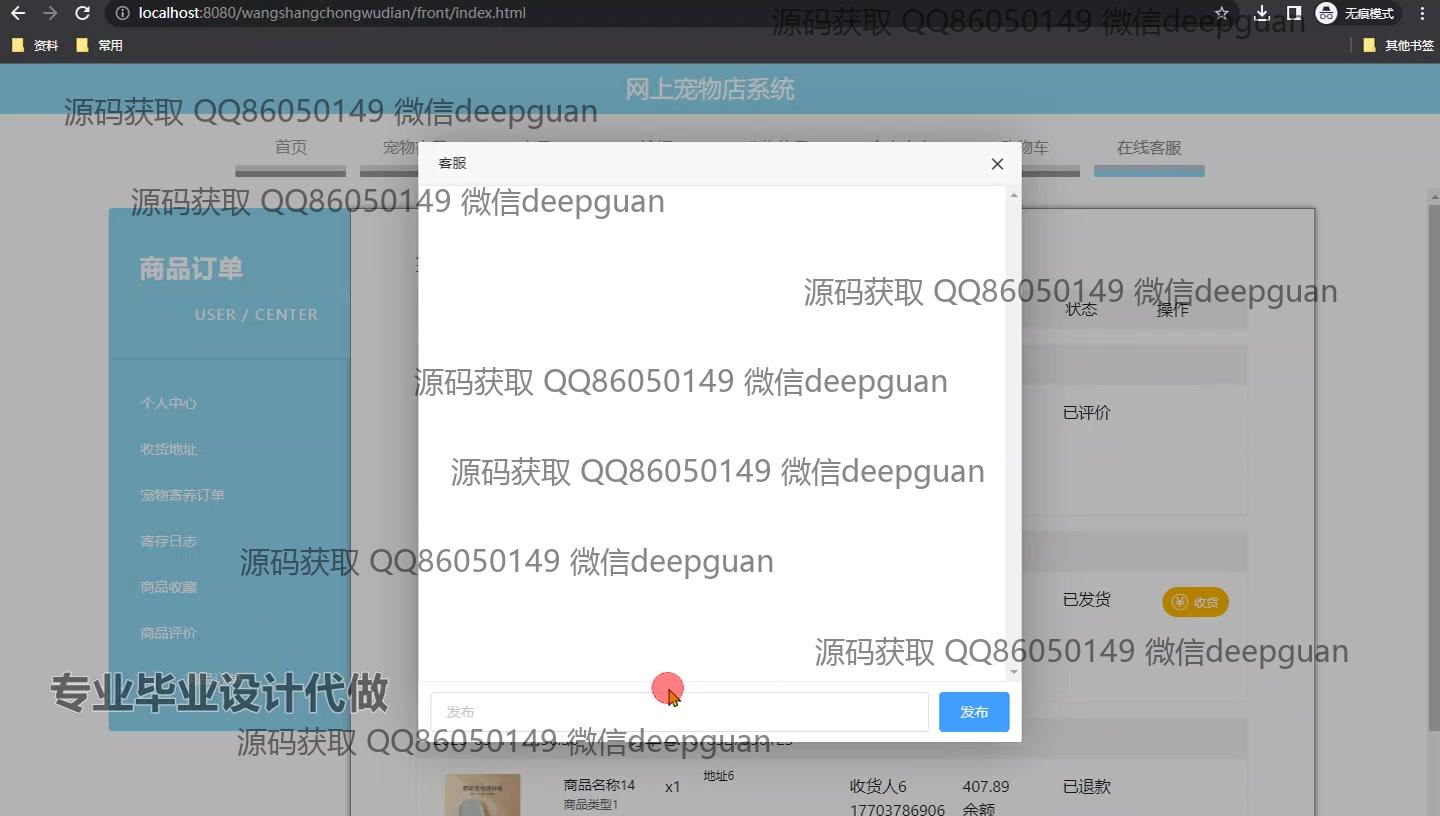 localhost:8080/wangshangchongwudian/front/index.html
无痕模式
资料
常用
其他书签
源码获取 QQ86050149 微信deepguan
网上宠物店系统
源码获取 QQ86050149 微信deepguan
首页
在线客服
客服
源码获取 QQ86050149 微信deepguan
商品订单
USER / CENTER
源码获取 QQ86050149 微信deepguan
状态
操作
源码获取 QQ86050149 微信deepguan
个人中心
已评价
收货地址
源码获取 QQ86050149 微信deepguan
宠物寄养订单
寄存日志
源码获取 QQ86050149 微信deepguan
商品收藏
已发货
收货
商品评价
源码获取 QQ86050149 微信deepguan
专业毕业设计代做
发布
发布
源码获取 QQ86050149 微信deepguan
商品名称14
x1
地址6
收货人6
407.89
已退款
商品类型1
17703786906
余额